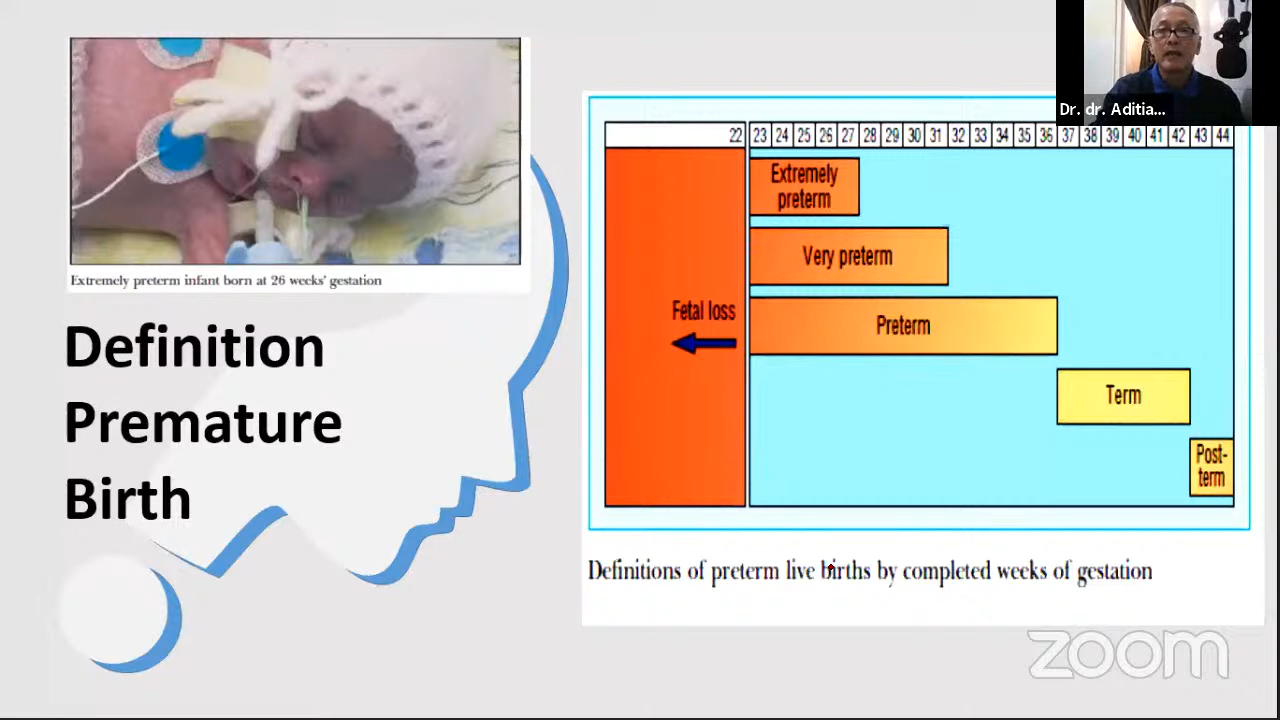 Extremely preterm infant born at 26 weeks' gestation
Definition
Premature
Birth
Dr. dr. Aditia...
22 23 24 25 26 27 28 29 30 31 32 33 34 35 36 37 38 39 40 41 42 43 44
Extremely
preterm
Very preterm
Fetal loss
Preterm
Term
Post-
term
Definitions of preterm live births by completed weeks of gestation
zoom